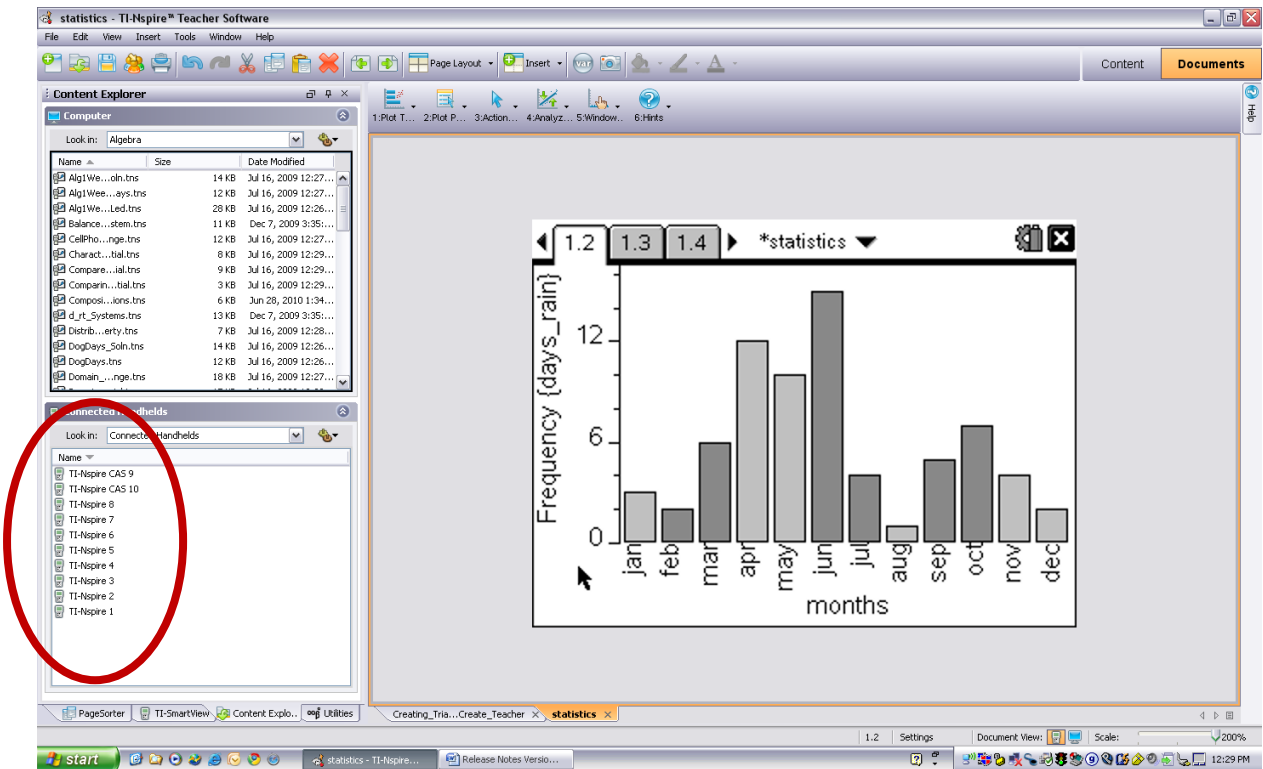 statistics - TI-Nspire™ Teacher Software
File Edit View Insert Tools Window Help
Page Layout Insert var A Content Documents
Content Explorer
Computer
Look in: Algebra
Name Size Date Modified
Alg1We...oln.tns 14 KB Jul 16, 2009 12:27...
Alg1Wee...ays.tns 12 KB Jul 16, 2009 12:27...
Alg1We...Led.tns 28 KB Jul 16, 2009 12:26...
Balance...stem.tns 11 KB Dec 7, 2009 3:35:...
CellPho...nge.tns 12 KB Jul 16, 2009 12:27...
Charact...tial.tns 8 KB Jul 16, 2009 12:29...
Compare...ial.tns 9 KB Jul 16, 2009 12:29...
Comparin...tial.tns 3 KB Jul 16, 2009 12:29...
Composi...ions.tns 6 KB Jun 28, 2010 1:34...
d_rt_Systems.tns 13 KB Dec 7, 2009 3:35:...
Distrib...erty.tns 7 KB Jul 16, 2009 12:28...
DogDays_Soln.tns 14 KB Jul 16, 2009 12:26...
DogDays.tns 12 KB Jul 16, 2009 12:26...
Domain_...nge.tns 18 KB Jul 16, 2009 12:27...
Connected Handhelds
Look in: Connected Handhelds
Name
TI-Nspire CAS 9
TI-Nspire CAS 10
TI-Nspire 8
TI-Nspire 7
TI-Nspire 6
TI-Nspire 5
TI-Nspire 4
TI-Nspire 3
TI-Nspire 2
TI-Nspire 1
PageSorter TI-SmartView Content Explo.. Utilities
1:Plot T... 2:Plot P... 3:Action... 4:Analyz... 5:Window.. 6:Hints
Help
1.2 1.3 1.4 *statistics
Frequency {days_rain}
12
6
0
jan feb mar apr may jun jul aug sep oct nov dec
months
Creating_Tria...Create_Teacher statistics
1.2 Settings Document View: Scale: 200%
start statistics - TI-Nspire... Release Notes Versio... 12:29 PM